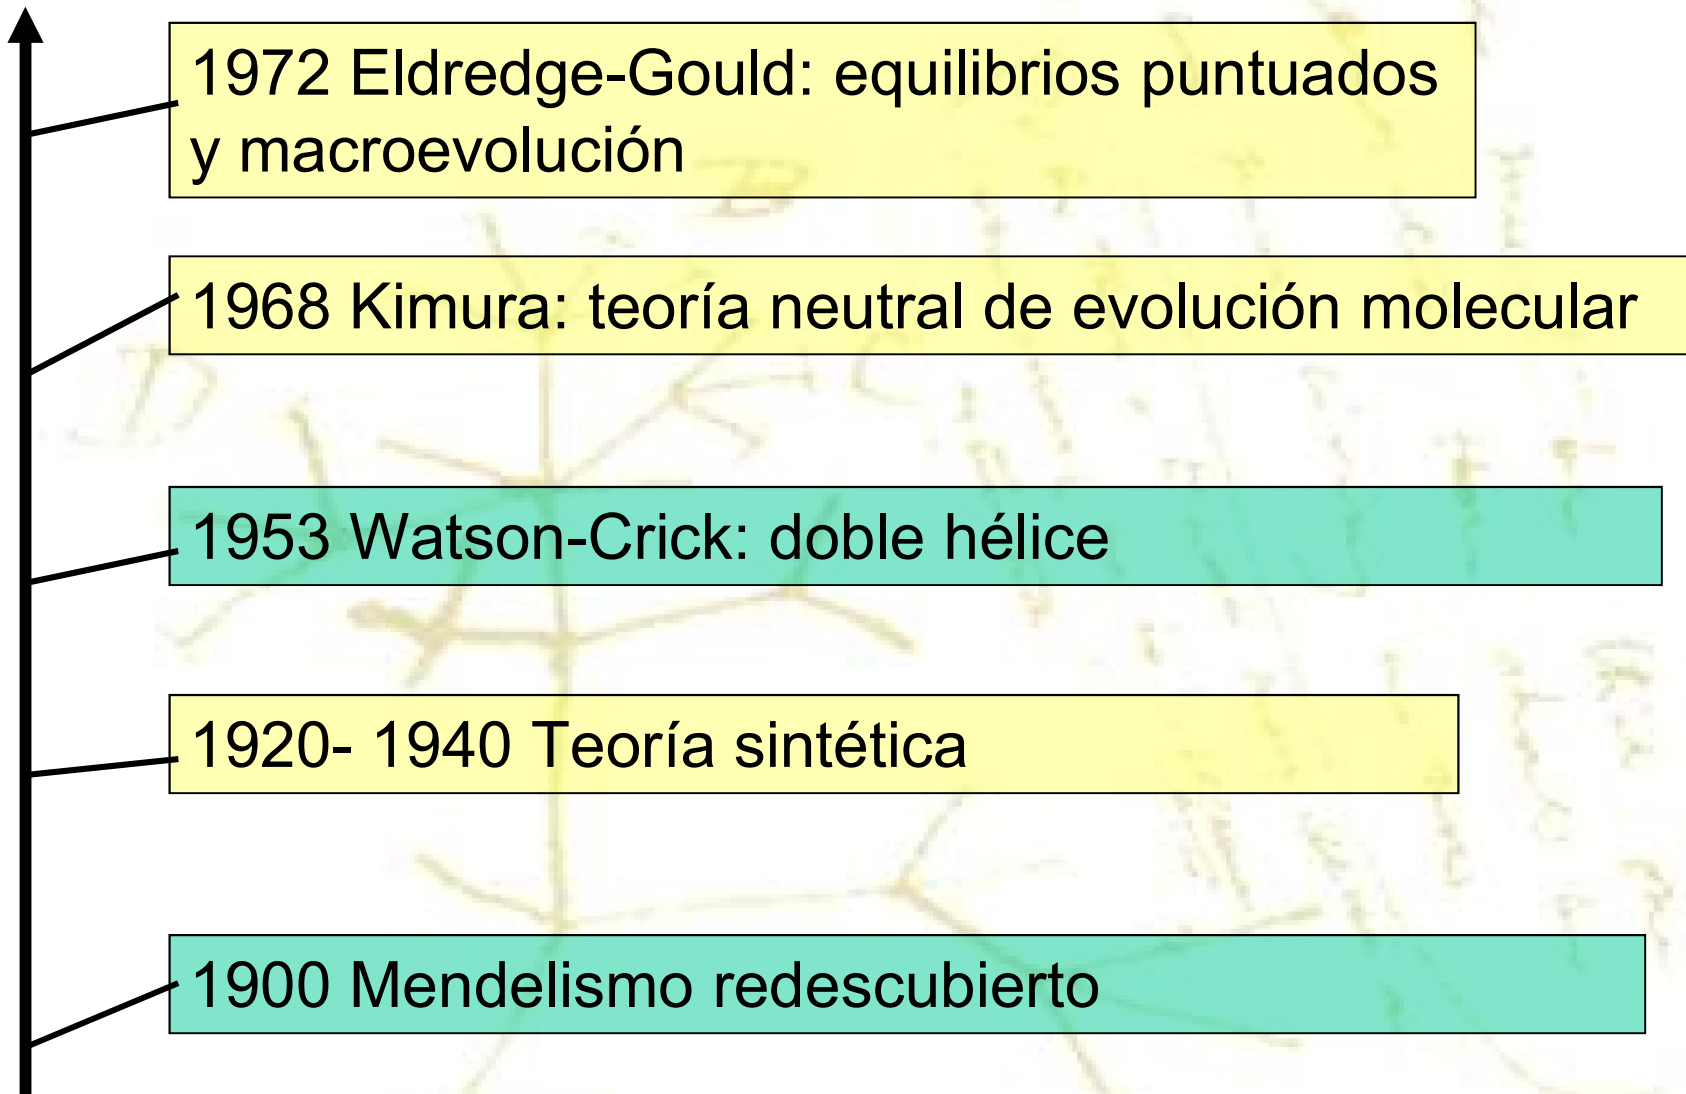 1972 Eldredge-Gould: equilibrios puntuados
y macroevolución
1968 Kimura: teoría neutral de evolución molecular
1953 Watson-Crick: doble hélice
1920- 1940 Teoría sintética
1900 Mendelismo redescubierto